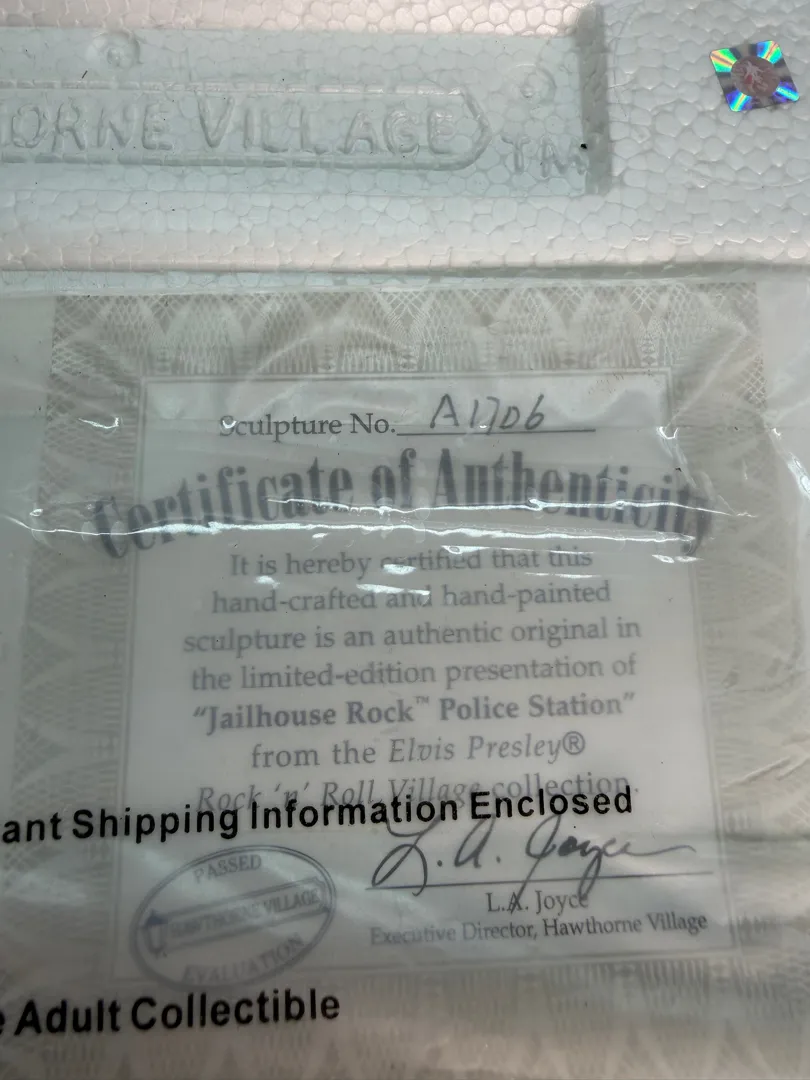 ORNE VILLAGE TM
Sculpture No. A1706
Certificate of Authenticity
It is hereby certified that this
hand-crafted and hand-painted
sculpture is an authentic original in
the limited-edition presentation of
“Jailhouse Rock™ Police Station”
from the Elvis Presley®
Rock ‘n’ Roll Village collection.
ant Shipping Information Enclosed
L.A. Joyce
PASSED
HAWTHORNE VILLAGE
EVALUATION
L.A. Joyce
Executive Director, Hawthorne Village
e Adult Collectible